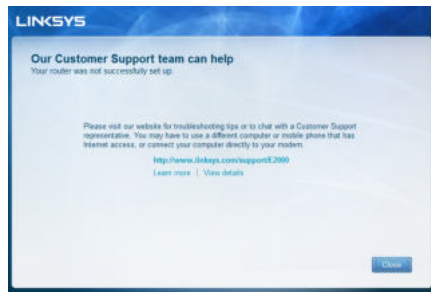 LINKSYS
Our Customer Support team can help
Your router was not successfully set up.
Please visit our website for troubleshooting tips or to chat with a Customer Support
representative. You may have to use a different computer or mobile phone that has
Internet access, or connect your computer directly to your modem.
http://www.linksys.com/support/E2000
Learn more | View details
Close